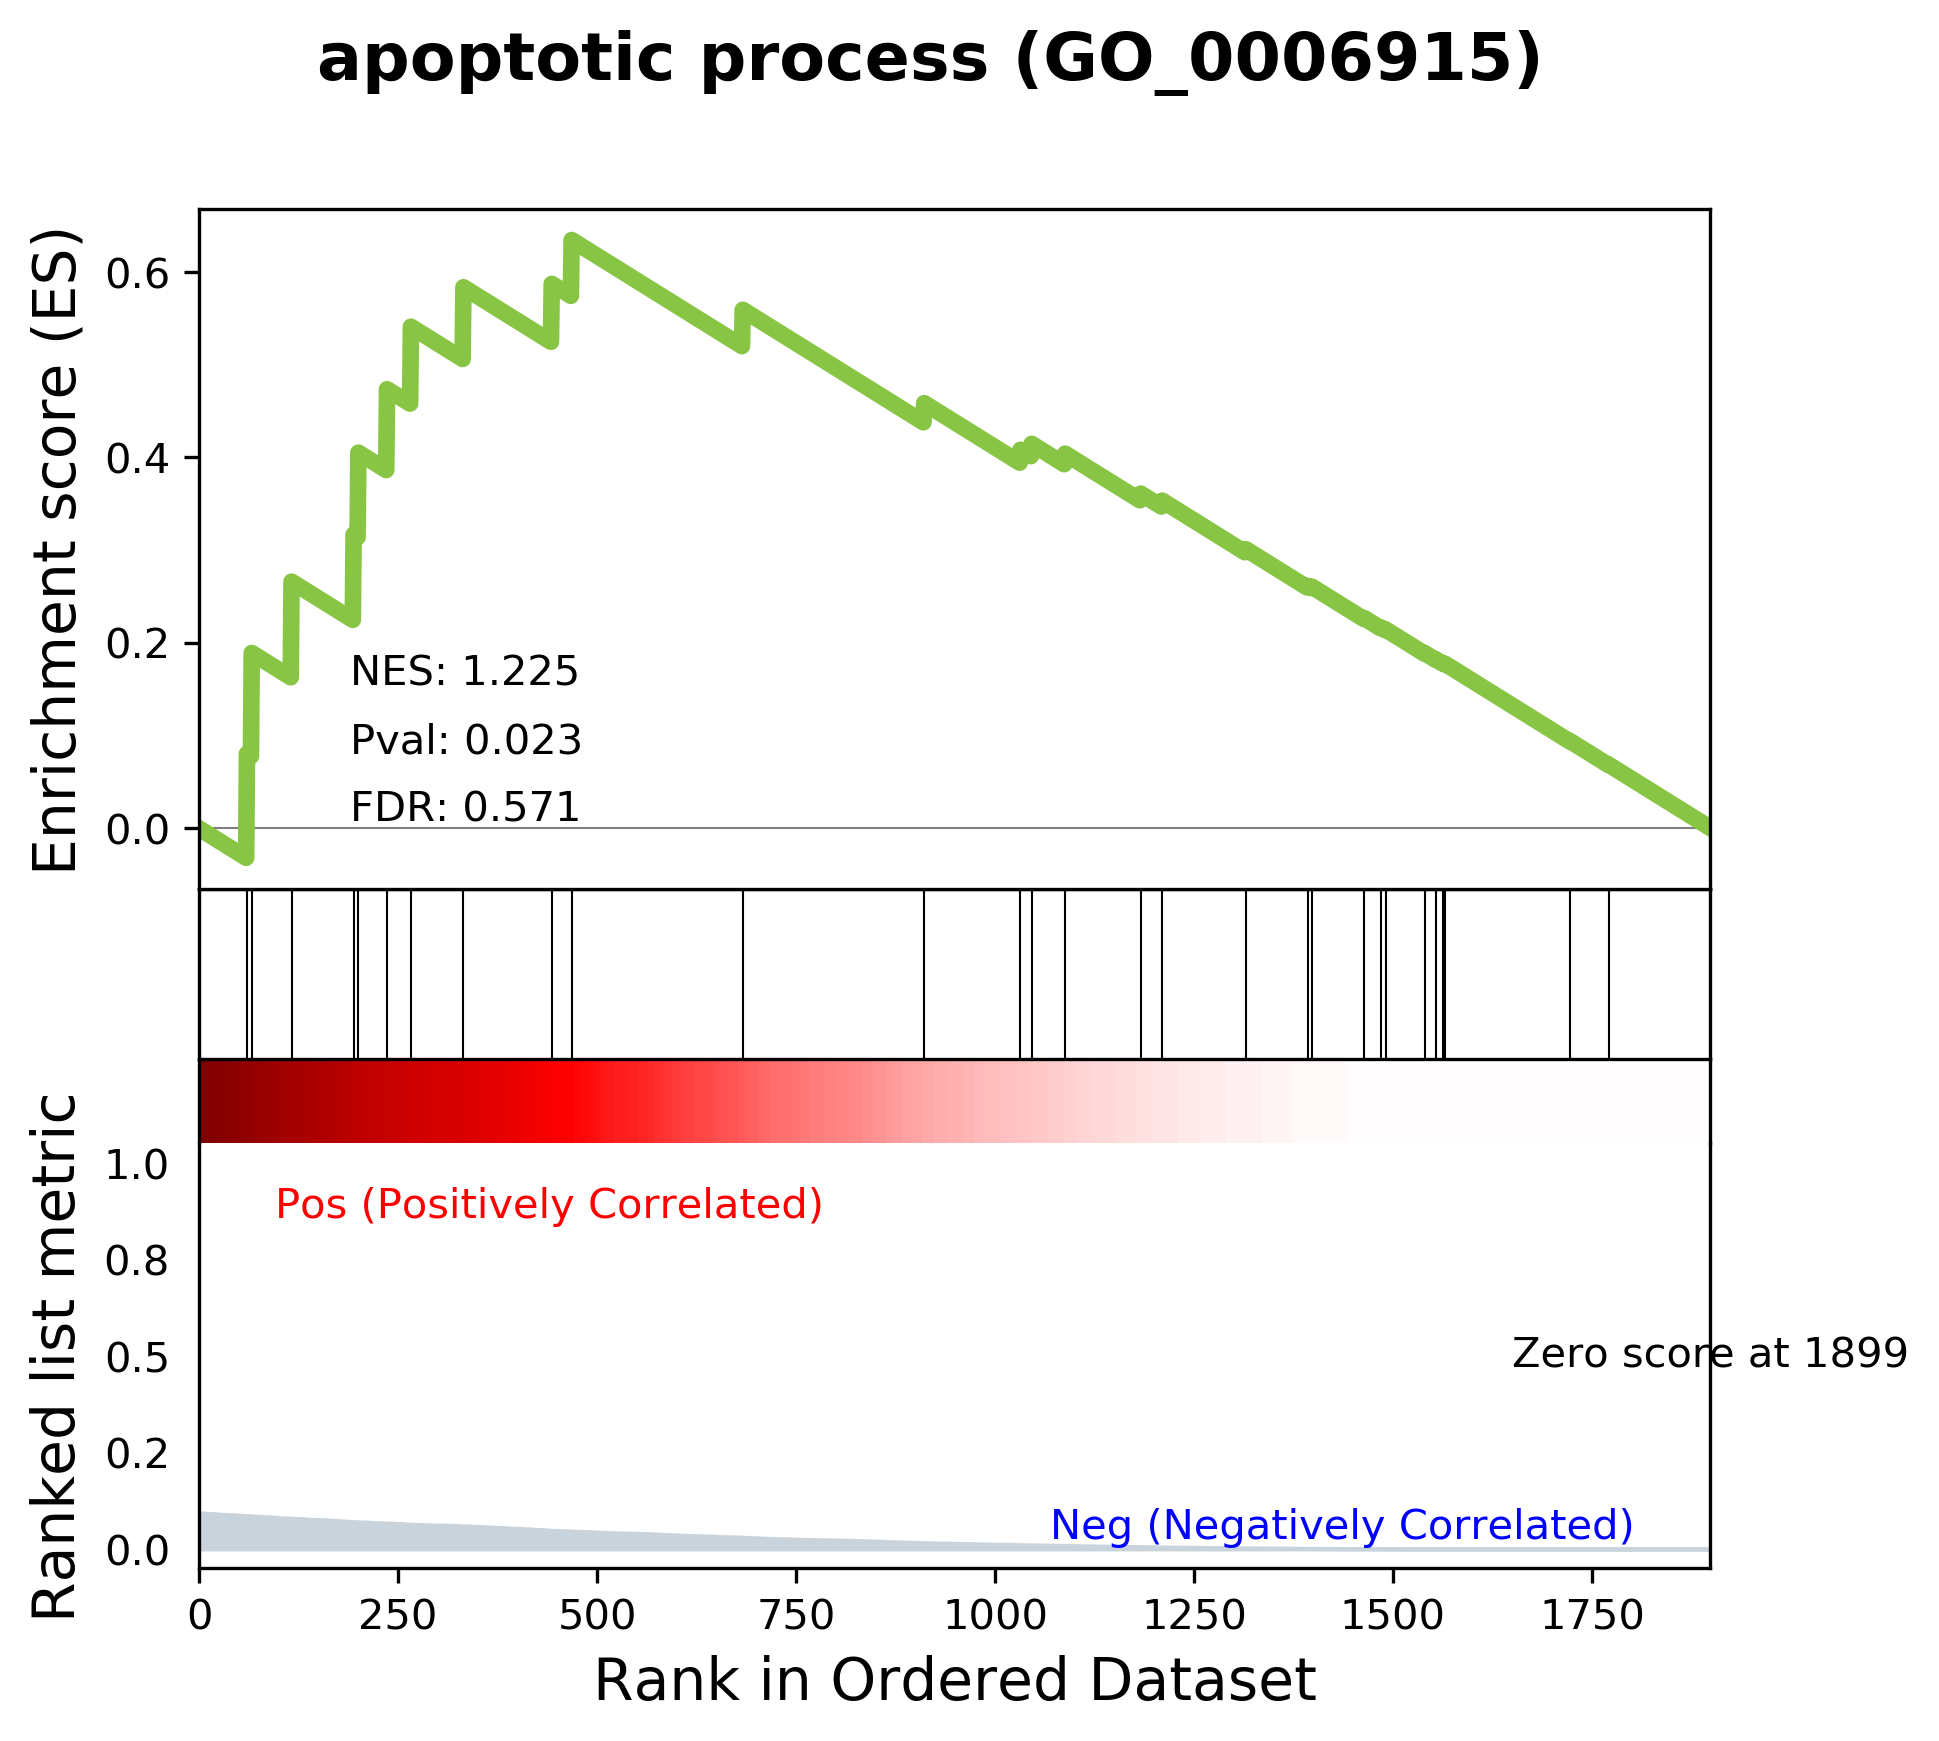 apoptotic process (GO_0006915)
Enrichment score (ES)
0.6
0.4
0.2
0.0
NES: 1.225
Pval: 0.023
FDR: 0.571
Ranked list metric
1.0
0.8
0.5
0.2
0.0
Pos (Positively Correlated)
Zero score at 1899
Neg (Negatively Correlated)
0 250 500 750 1000 1250 1500 1750
Rank in Ordered Dataset